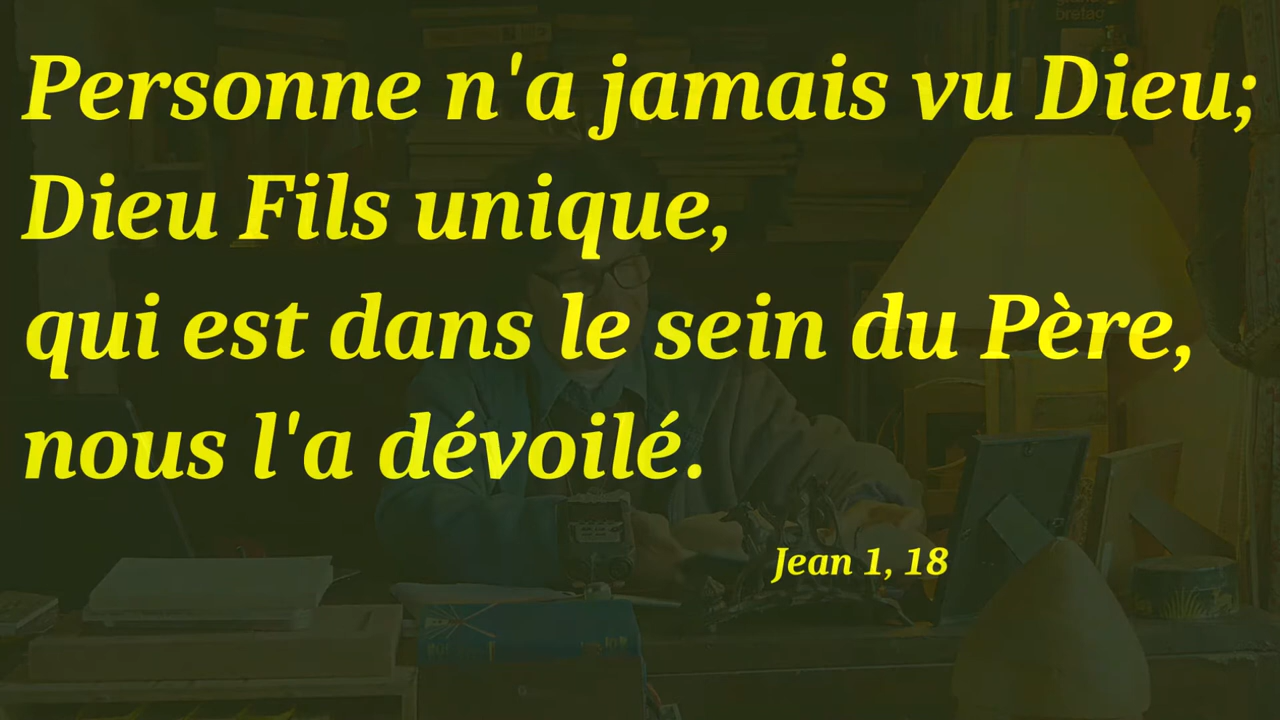 Personne n'a jamais vu Dieu;
Dieu Fils unique,
qui est dans le sein du Père,
nous l'a dévoilé.
Jean 1, 18